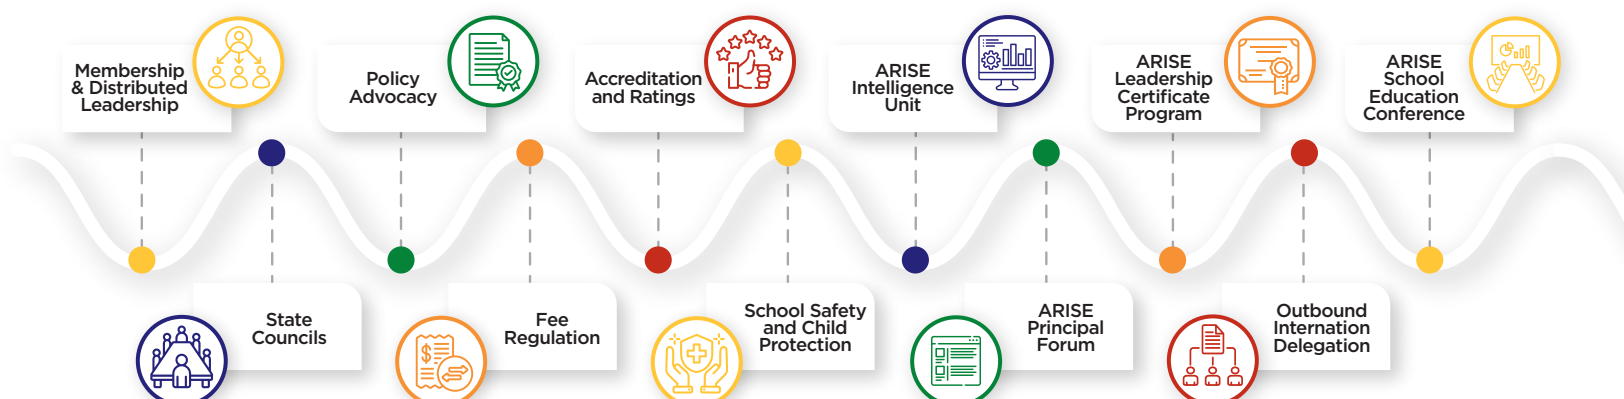 Membership
& Distributed
Leadership
Policy
Advocacy
Accreditation
and Ratings
ARISE
Intelligence
Unit
ARISE
Leadership
Certificate
Program
ARISE
School
Education
Conference
State
Councils
$
Fee
Regulation
School Safety
and Child
Protection
ARISE
Principal
Forum
Outbound
Internation
Delegation